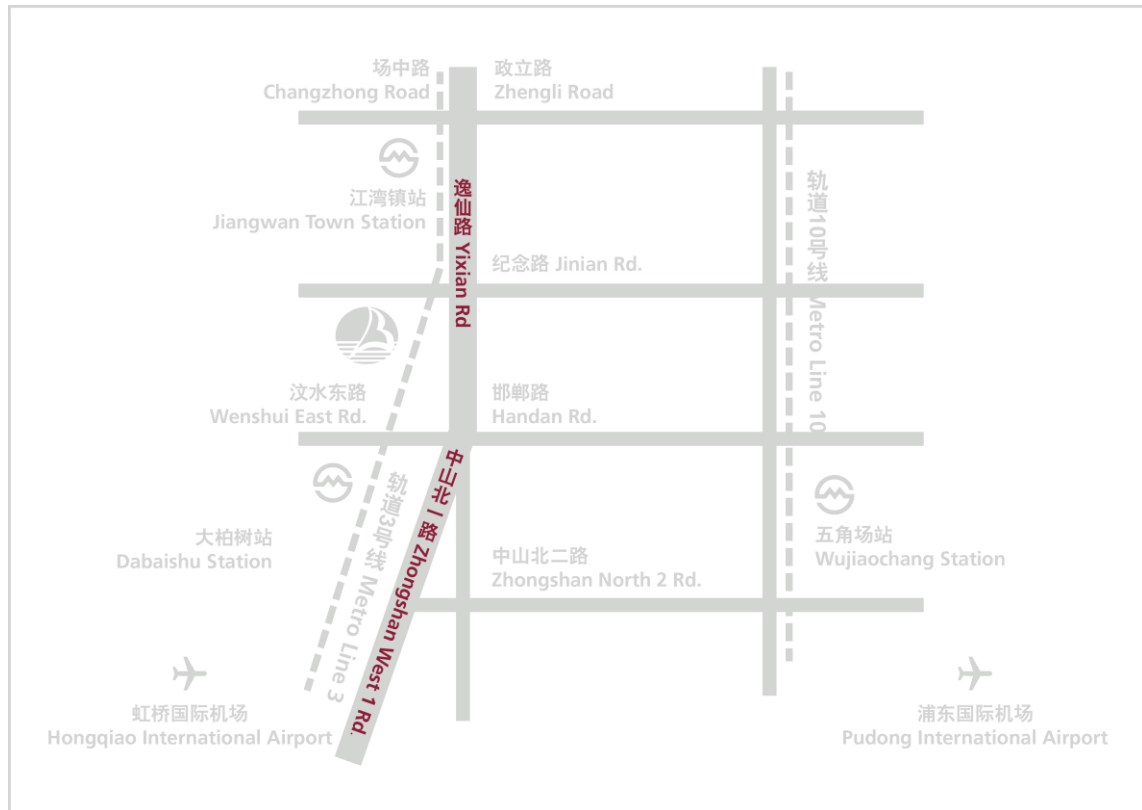 场中路
Changzhong Road
政立路
Zhengli Road
江湾镇站
Jiangwan Town Station
逸仙路 Yixian Rd
轨道10号线 Metro Line 10
纪念路 Jinian Rd.
汶水东路
Wenshui East Rd.
邯郸路
Handan Rd.
中山北一路 Zhongshan West 1 Rd.
轨道3号线 Metro Line 3
大柏树站
Dabaishu Station
五角场站
Wujiaochang Station
中山北二路
Zhongshan North 2 Rd.
虹桥国际机场
Hongqiao International Airport
浦东国际机场
Pudong International Airport